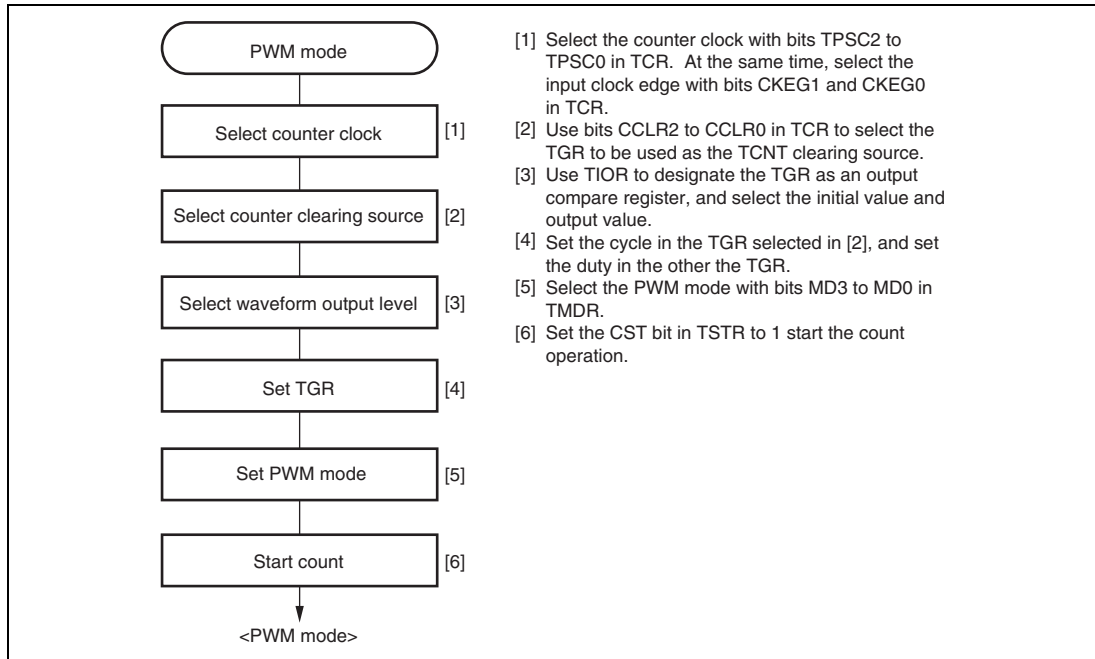 PWM mode
Select counter clock [1]
Select counter clearing source [2]
Select waveform output level [3]
Set TGR [4]
Set PWM mode [5]
Start count [6]
<PWM mode>
[1] Select the counter clock with bits TPSC2 to
TPSC0 in TCR.  At the same time, select the
input clock edge with bits CKEG1 and CKEG0
in TCR.
[2] Use bits CCLR2 to CCLR0 in TCR to select the
TGR to be used as the TCNT clearing source.
[3] Use TIOR to designate the TGR as an output
compare register, and select the initial value and
output value.
[4] Set the cycle in the TGR selected in [2], and set
the duty in the other the TGR.
[5] Select the PWM mode with bits MD3 to MD0 in
TMDR.
[6] Set the CST bit in TSTR to 1 start the count
operation.